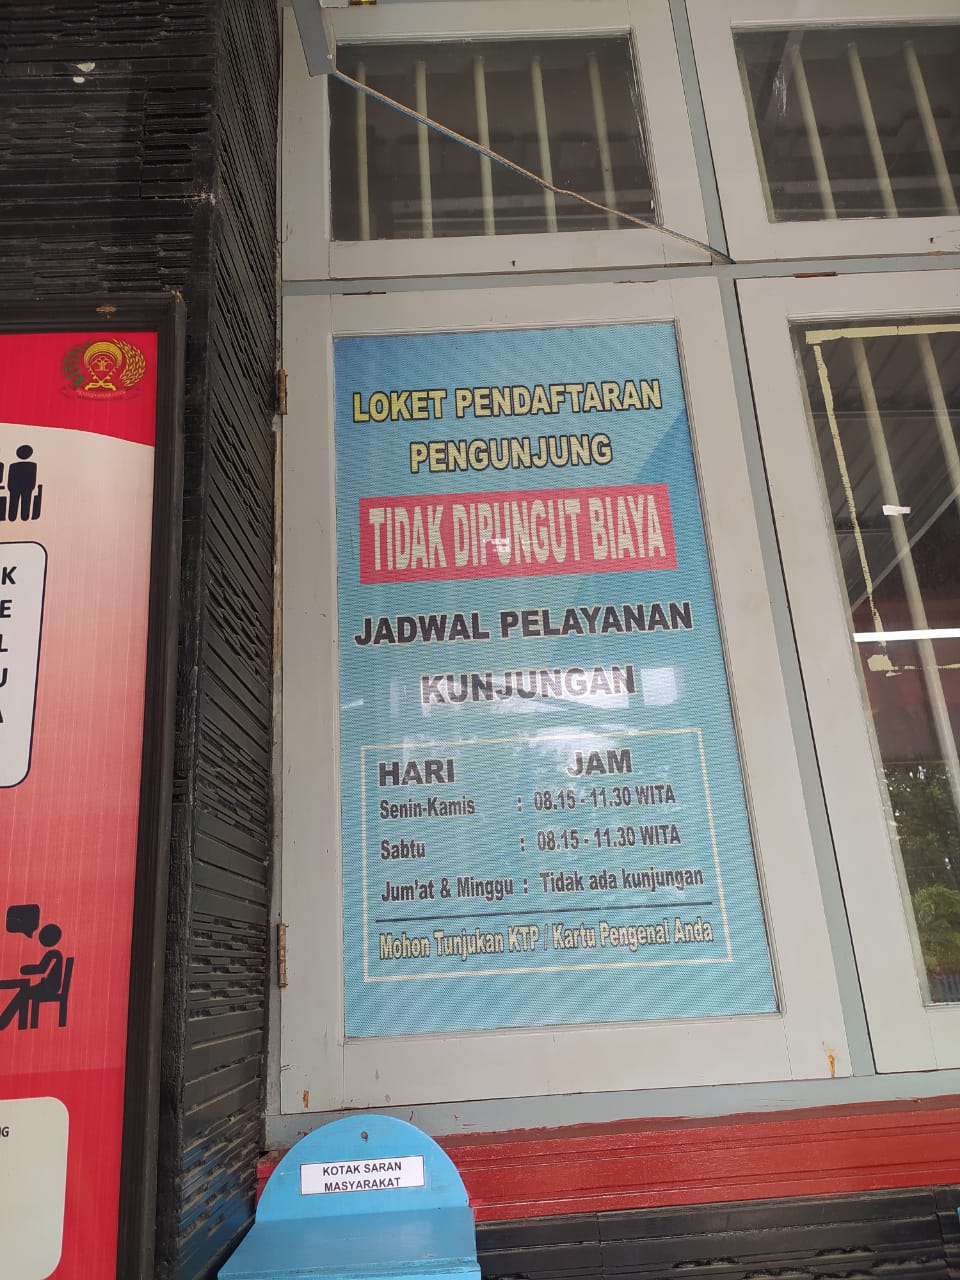 LOKET PENDAFTARAN
PENGUNJUNG
TIDAK DIPUNGUT BIAYA
JADWAL PELAYANAN
KUNJUNGAN
HARI JAM
Senin-Kamis : 08.15 - 11.30 WITA
Sabtu : 08.15 - 11.30 WITA
Jum'at & Minggu : Tidak ada kunjungan
Mohon Tunjukan KTP / Kartu Pengenal Anda
KOTAK SARAN
MASYARAKAT
K
E
L
U
A